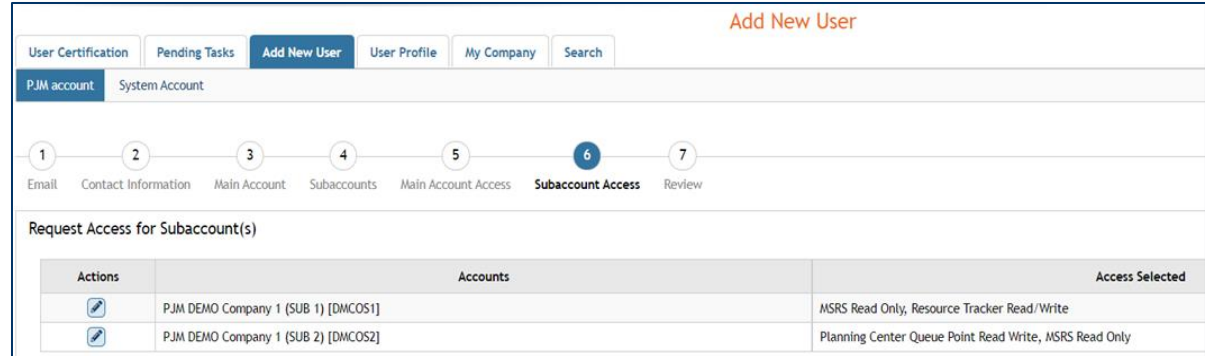 Add New User
User Certification Pending Tasks Add New User User Profile My Company Search
PJM account System Account
1 2 3 4 5 6 7
Email Contact Information Main Account Subaccounts Main Account Access Subaccount Access Review
Request Access for Subaccount(s)
Actions Accounts Access Selected
PJM DEMO Company 1 (SUB 1) [DMCOS1] MSRS Read Only, Resource Tracker Read/Write
PJM DEMO Company 1 (SUB 2) [DMCOS2] Planning Center Queue Point Read Write, MSRS Read Only